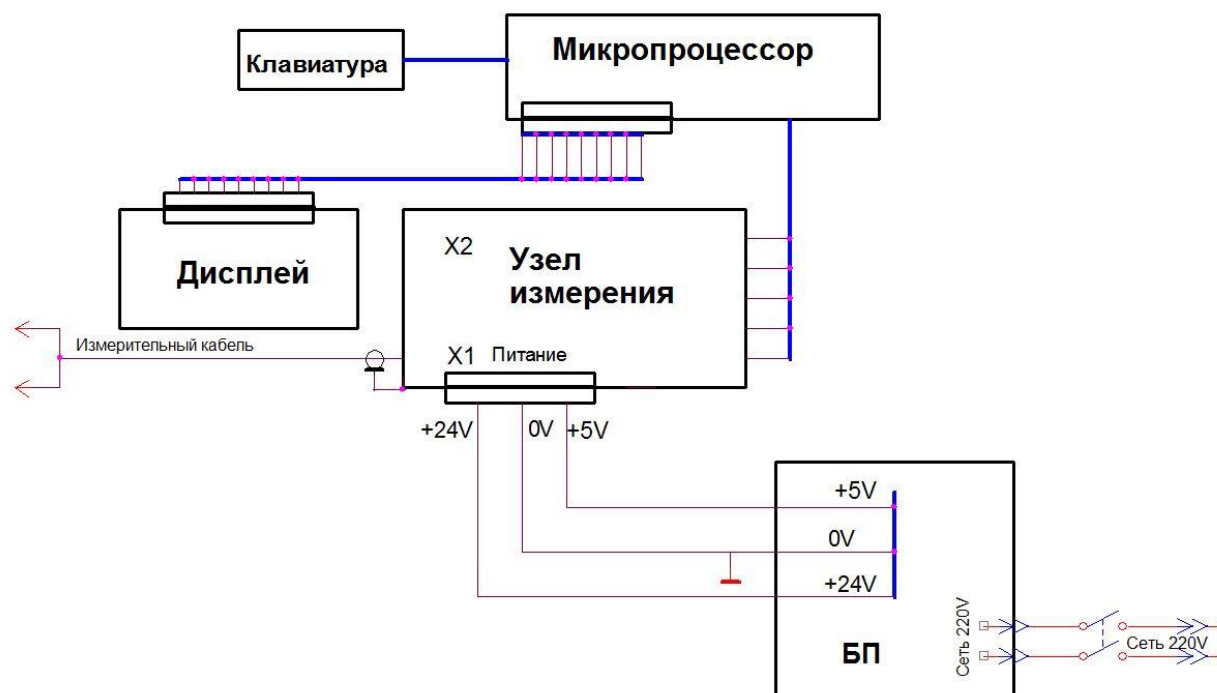 Микропроцессор
Клавиатура
Дисплей
X2
Узел
измерения
Измерительный кабель
X1 Питание
+24V 0V +5V
+5V
0V
+24V
Сеть 220V
БП
Сеть 220V